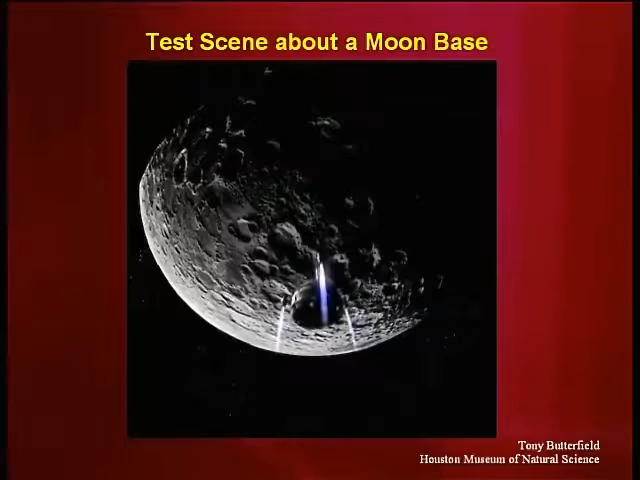 Test Scene about a Moon Base
Tony Butterfield
Houston Museum of Natural Science